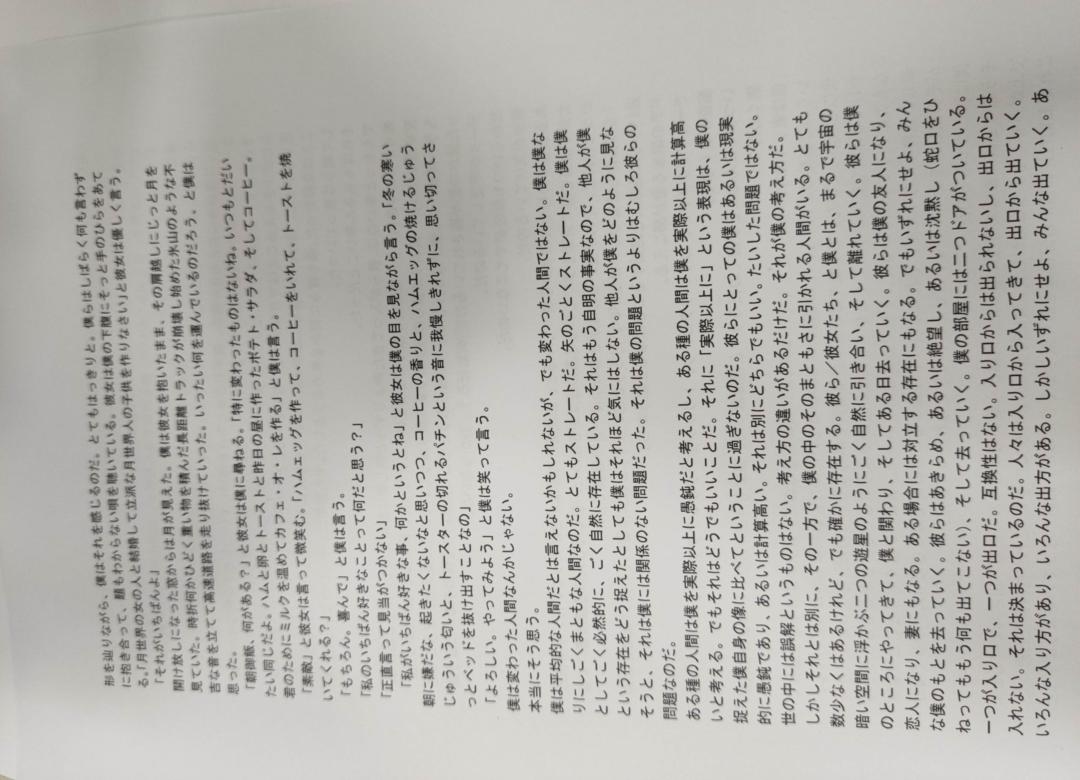 形を辿りながら、僕はそれを感じるのだ。とてもはっきりと。僕らはしばらく何も言わず
に抱き合って、顔もわからない唄を聴いている。彼女は僕の下腹にそっと手のひらをあて
る。「月世界の女の人と結婚して立派な月世界人の子供を作りなさい」と彼女は優しく言う。
「それがいちばんよ」
開け放しになった窓からは月が見えた。僕は彼女を抱いたまま、その肩越しにじっと月を
見ていた。時折何かひどく重い物を積んだ長距離トラックが崩壊し始めた氷山のような不
吉な音を立てて高速道路を走り抜けていった。いったい何を運んでいるのだろう、と僕は
思った。
「朝御飯、何がある？」と彼女は僕に尋ねる。「特に変わったものはないね。いつもとだい
たい同じだよ。ハムと卵とトーストと昨日の昼に作ったポテト・サラダ、そしてコーヒー。
君のためにミルクを温めてカフェ・オ・レを作る」と僕は言う。
「素敵」と彼女は言って微笑む。「ハムエッグを作って、コーヒーをいれて、トーストを焼
いてくれる？」
「もちろん。喜んで」と僕は言う。
「私のいちばん好きなことって何だと思う？」
「正直言って見当がつかない」
「私がいちばん好きな事、何かというとね」と彼女は僕の目を見ながら言う。「冬の寒い
朝に嫌だな、起きたくないなと思いつつ、コーヒーの香りと、ハムエッグの焼けるじゅう
じゅういう匂いと、トースターの切れるパチンという音に我慢しきれずに、思い切ってさ
っとベッドを抜け出すことなの」
「よろしい。やってみよう」と僕は笑って言う。
僕は変わった人間なんかじゃない。
本当にそう思う。
僕は平均的な人間だとは言えないかもしれないが、でも変わった人間ではない。僕は僕な
りにしごくまともな人間なのだ。とてもストレートだ。矢のごとくストレートだ。僕は僕
としてごく必然的に、ごく自然に存在している。それはもう自明の事実なので、他人が僕
という存在をどう捉えたとしても僕はそれほど気にはしない。他人が僕をどのように見な
そうと、それは僕には関係のない問題だった。それは僕の問題というよりはむしろ彼らの
問題なのだ。
ある種の人間は僕を実際以上に愚鈍だと考えるし、ある種の人間は僕を実際以上に計算高
いと考える。でもそれはどうでもいいことだ。それに「実際以上に」という表現は、僕の
捉えた僕自身の像に比べてということに過ぎないのだ。彼らにとっての僕はあるいは現実
的に愚鈍であり、あるいは計算高い。それは別にどちらでもいい。たいした問題ではない。
世の中には誤解というものはない。考え方の違いがあるだけだ。それが僕の考え方だ。
しかしそれとは別に、その一方で、僕の中のそのまともさに引かれる人間がいる。とても
数少なくはあるけれど、でも確かに存在する。彼ら／彼女たち、と僕とは、まるで宇宙の
暗い空間に浮かぶ二つの遊星のようにごく自然に引き合い、そして離れていく。彼らは僕
のところにやってきて、僕と関わり、そしてある日去っていく。彼らは僕の友人になり、
恋人になり、妻にもなる。ある場合には対立する存在にもなる。でもいずれにせよ、みん
な僕のもとを去っていく。彼らはあきらめ、あるいは絶望し、あるいは沈黙し（蛇口をひ
ねってももう何も出てこない）、そして去っていく。僕の部屋には二つドアがついている。
一つが入り口で、一つが出口だ。互換性はない。入り口からは出られないし、出口からは
入れない。それは決まっているのだ。人々は入り口から入ってきて、出口から出ていく。
いろんな入り方があり、いろんな出方がある。しかしいずれにせよ、みんな出ていく。あ